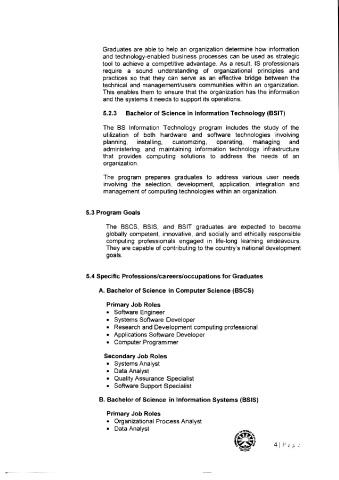 Graduates are able to help an organization determine how information
and technology-enabled business processes can be used as strategic
tool to achieve a competitive advantage. As a result, IS professionals
require a sound understanding of organizational principles and
practices so that they can serve as an effective bridge between the
technical and management/users communities within an organization.
This enables them to ensure that the organization has the information
and the systems it needs to support its operations.
5.2.3 Bachelor of Science in Information Technology (BSIT)
The BS Information Technology program includes the study of the
utilization of both hardware and software technologies involving
planning, installing, customizing, operating, managing and
administering, and maintaining information technology infrastructure
that provides computing solutions to address the needs of an
organization.
The program prepares graduates to address various user needs
involving the selection, development, application, integration and
management of computing technologies within an organization.
5.3 Program Goals
The BSCS, BSIS, and BSIT graduates are expected to become
globally competent, innovative, and socially and ethically responsible
computing professionals engaged in life-long learning endeavours.
They are capable of contributing to the country's national development
goals.
5.4 Specific Professions/careers/occupations for Graduates
A. Bachelor of Science in Computer Science (BSCS)
Primary Job Roles
• Software Engineer
• Systems Software Developer
• Research and Development computing professional
• Applications Software Developer
• Computer Programmer
Secondary Job Roles
• Systems Analyst
• Data Analyst
• Quality Assurance Specialist
• Software Support Specialist
B. Bachelor of Science in Information Systems (BSIS)
Primary Job Roles
• Organizational Process Analyst
• Data Analyst
4 | Page